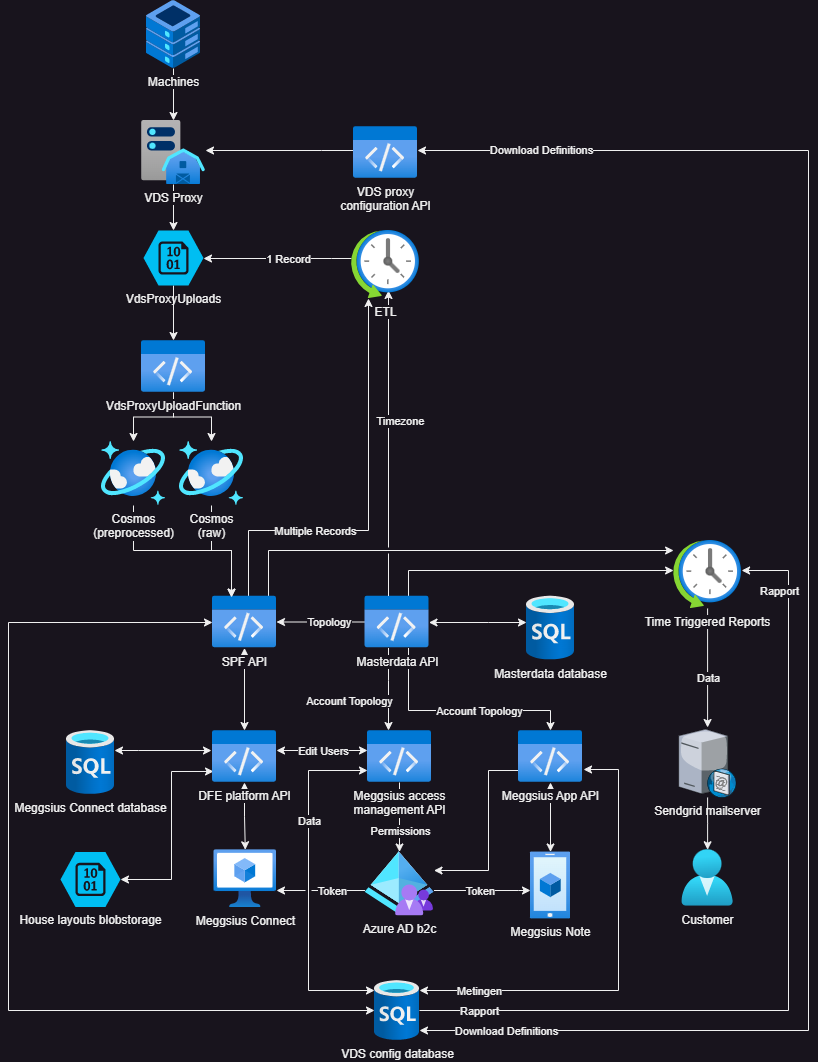 Machines
VDS Proxy
Download Definitions
VDS proxy
configuration API
10
01
1 Record
VdsProxyUploads
ETL
VdsProxyUploadFunction
Timezone
Cosmos
(preprocessed)
Cosmos
(raw)
Multiple Records
Rapport
Topology
SQL
Time Triggered Reports
SPF API
Masterdata API
Masterdata database
Data
Account Topology
Account Topology
SQL
Edit Users
Meggsius Connect database
DFE platform API
Meggsius access
management API
Meggsius App API
Sendgrid mailserver
Data
Permissions
10
01
House layouts blobstorage
Meggsius Connect
Token
Token
Azure AD b2c
Meggsius Note
Customer
Metingen
SQL
Rapport
Download Definitions
VDS config database